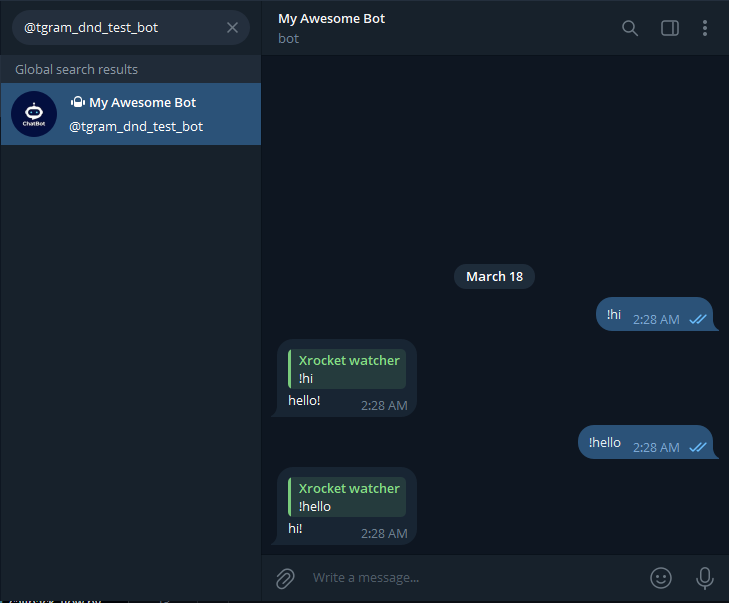 @tgram_dnd_test_bot
Global search results
ChatBot
My Awesome Bot
@tgram_dnd_test_bot
My Awesome Bot
bot
March 18
!hi 2:28 AM
Xrocket watcher
!hi
hello! 2:28 AM
!hello 2:28 AM
Xrocket watcher
!hello
hi! 2:28 AM
Write a message...